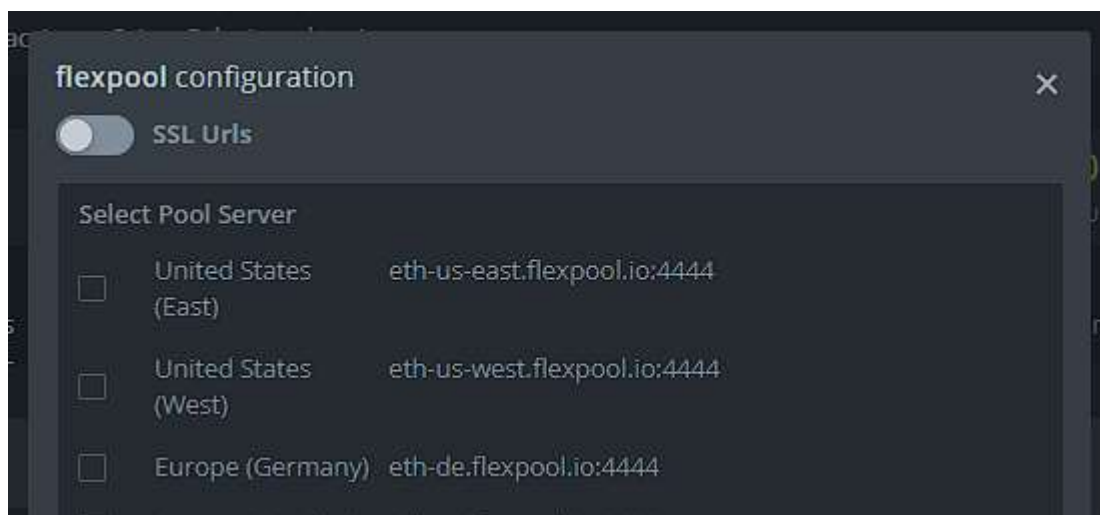 flexpool configuration
SSL Urls
Select Pool Server
United States (East) eth-us-east.flexpool.io:4444
United States (West) eth-us-west.flexpool.io:4444
Europe (Germany) eth-de.flexpool.io:4444